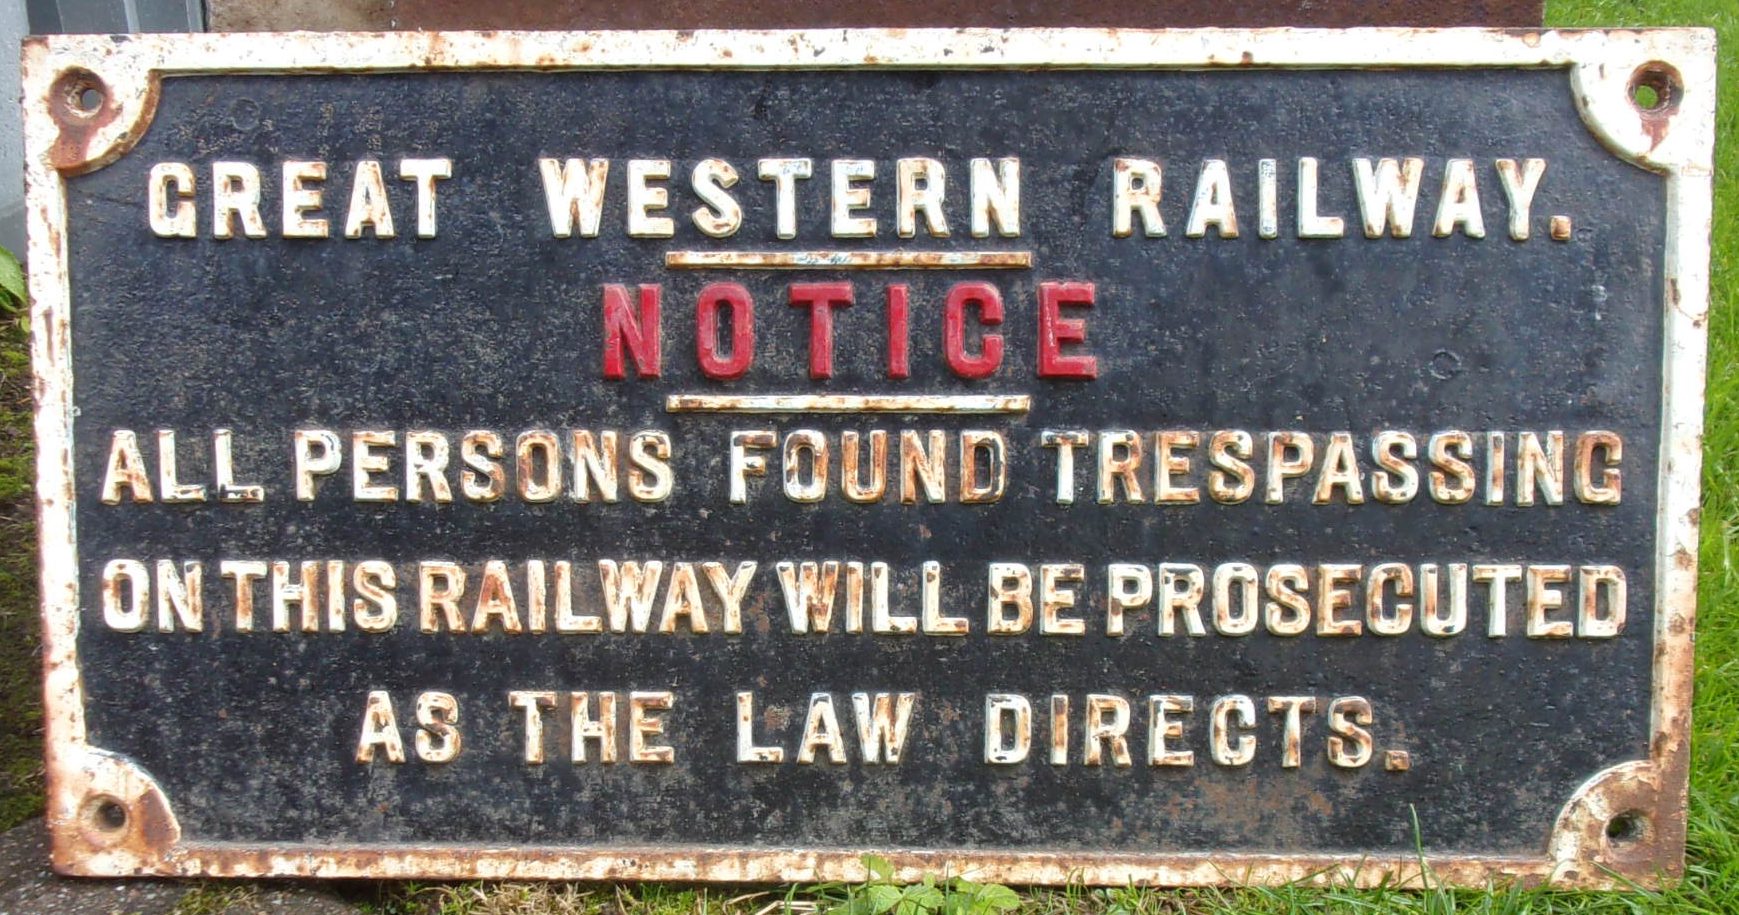 GREAT WESTERN RAILWAY.
NOTICE
ALL PERSONS FOUND TRESPASSING
ON THIS RAILWAY WILL BE PROSECUTED
AS THE LAW DIRECTS.